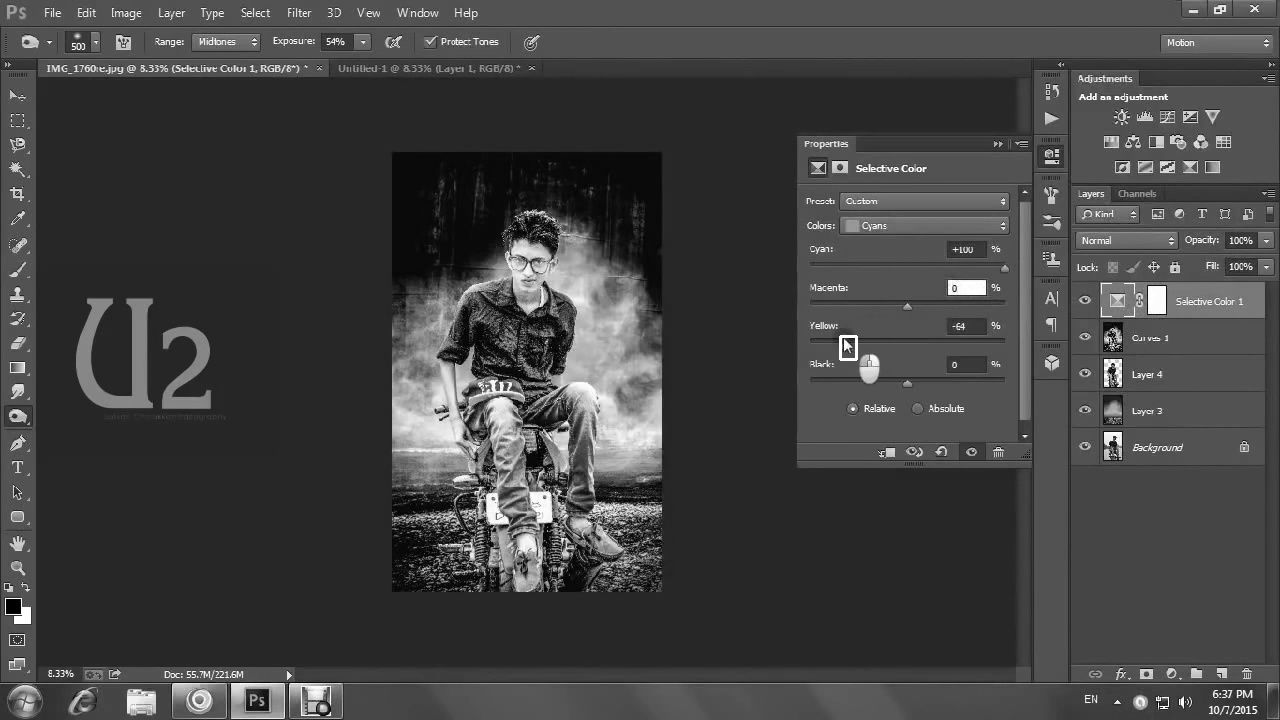 Ps File Edit Image Layer Type Select Filter 3D View Window Help
500 Range: Midtones Exposure: 54% Protect Tones Motion
IMG_1760re.jpg @ 8.33% (Selective Color 1, RGB/8*) * × Untitled-1 @ 8.33% (Layer 1, RGB/8) * ×
Properties
Selective Color
Preset: Custom
Colors: Cyans
Cyan: +100 %
Magenta: 0 %
Yellow: -64 %
Black: 0 %
Relative Absolute
Adjustments
Add an adjustment
Layers Channels
Kind
Normal Opacity: 100%
Lock: Fill: 100%
Selective Color 1
Curves 1
Layer 4
Layer 3
Background
U2
8.33% Doc: 55.7M/221.6M
Ps EN 6:37 PM
10/7/2015